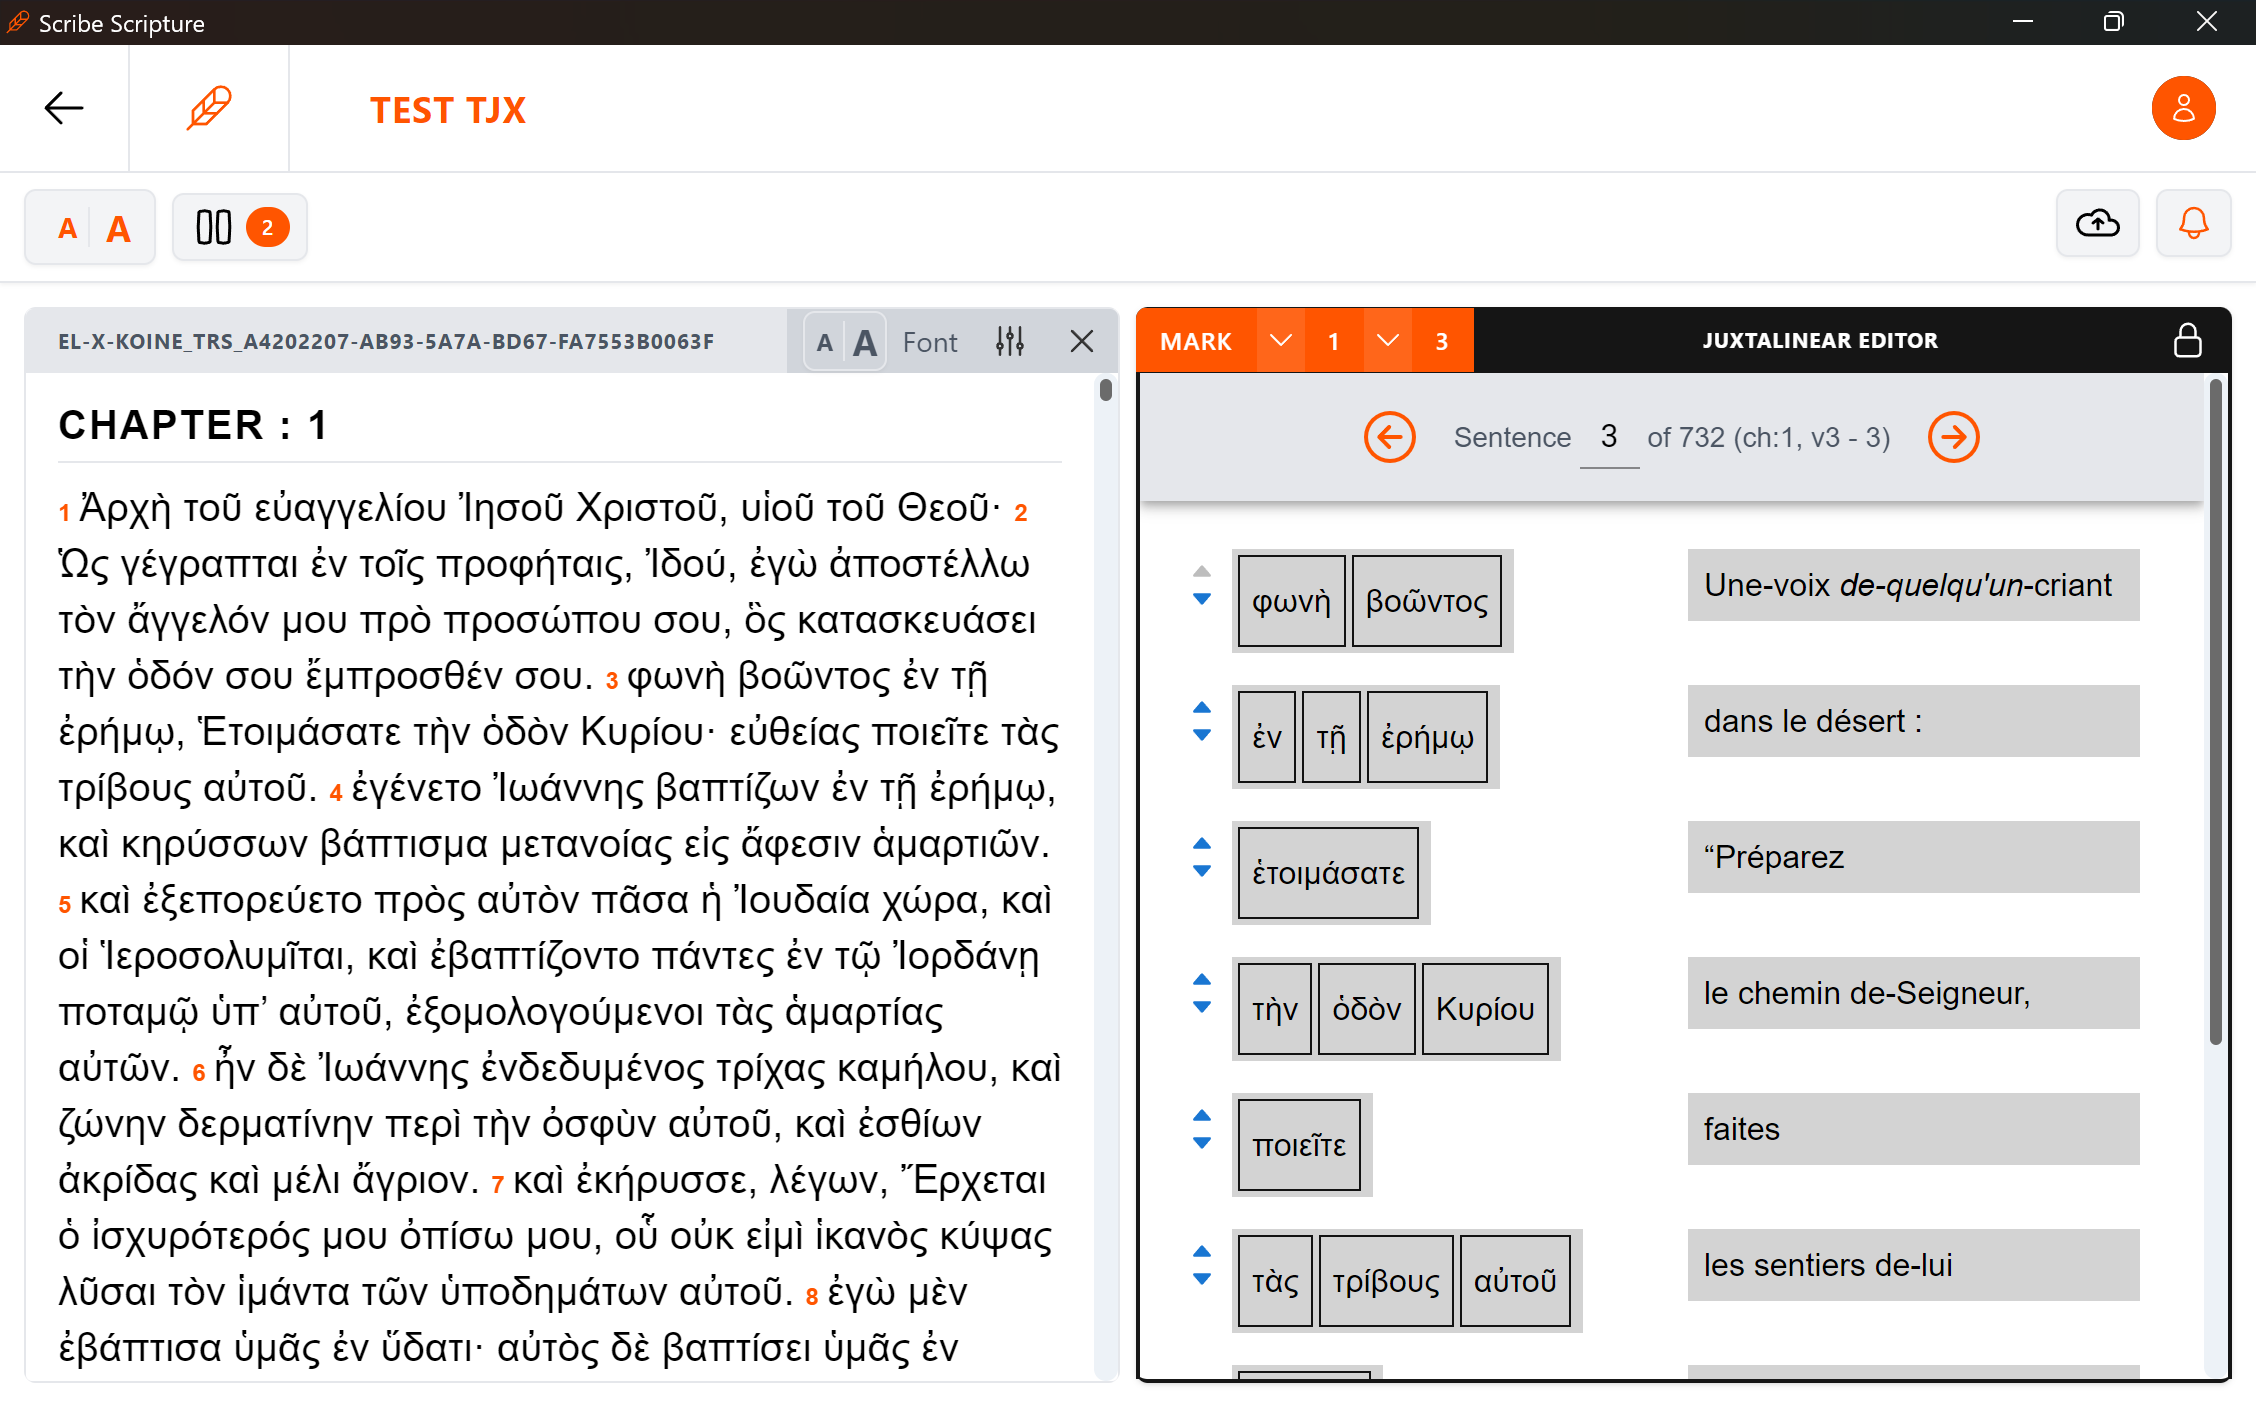 Scribe Scripture
TEST TJX
A A 2
EL-X-KOINE_TRS_A4202207-AB93-5A7A-BD67-FA7553B0063F
A A Font
CHAPTER : 1
1 Ἀρχὴ τοῦ εὐαγγελίου Ἰησοῦ Χριστοῦ, υἱοῦ τοῦ Θεοῦ· 2
Ὡς γέγραπται ἐν τοῖς προφήταις, Ἰδού, ἐγὼ ἀποστέλλω
τὸν ἄγγελόν μου πρὸ προσώπου σου, ὃς κατασκευάσει
τὴν ὁδόν σου ἔμπροσθέν σου. 3 φωνὴ βοῶντος ἐν τῇ
ἐρήμῳ, Ἑτοιμάσατε τὴν ὁδὸν Κυρίου· εὐθείας ποιεῖτε τὰς
τρίβους αὐτοῦ. 4 ἐγένετο Ἰωάννης βαπτίζων ἐν τῇ ἐρήμῳ,
καὶ κηρύσσων βάπτισμα μετανοίας εἰς ἄφεσιν ἁμαρτιῶν.
5 καὶ ἐξεπορεύετο πρὸς αὐτὸν πᾶσα ἡ Ἰουδαία χώρα, καὶ
οἱ Ἱεροσολυμῖται, καὶ ἐβαπτίζοντο πάντες ἐν τῷ Ἰορδάνῃ
ποταμῷ ὑπ’ αὐτοῦ, ἐξομολογούμενοι τὰς ἁμαρτίας
αὐτῶν. 6 ἦν δὲ Ἰωάννης ἐνδεδυμένος τρίχας καμήλου, καὶ
ζώνην δερματίνην περὶ τὴν ὀσφὺν αὐτοῦ, καὶ ἐσθίων
ἀκρίδας καὶ μέλι ἄγριον. 7 καὶ ἐκήρυσσε, λέγων, Ἔρχεται
ὁ ἰσχυρότερός μου ὀπίσω μου, οὗ οὐκ εἰμὶ ἱκανὸς κύψας
λῦσαι τὸν ἱμάντα τῶν ὑποδημάτων αὐτοῦ. 8 ἐγὼ μὲν
ἐβάπτισα ὑμᾶς ἐν ὕδατι· αὐτὸς δὲ βαπτίσει ὑμᾶς ἐν
MARK 1 3 JUXTALINEAR EDITOR
Sentence 3 of 732 (ch:1, v3 - 3)
φωνὴ βοῶντος Une-voix de-quelqu'un-criant
ἐν τῇ ἐρήμῳ dans le désert :
ἑτοιμάσατε “Préparez
τὴν ὁδὸν Κυρίου le chemin de-Seigneur,
ποιεῖτε faites
τὰς τρίβους αὐτοῦ les sentiers de-lui